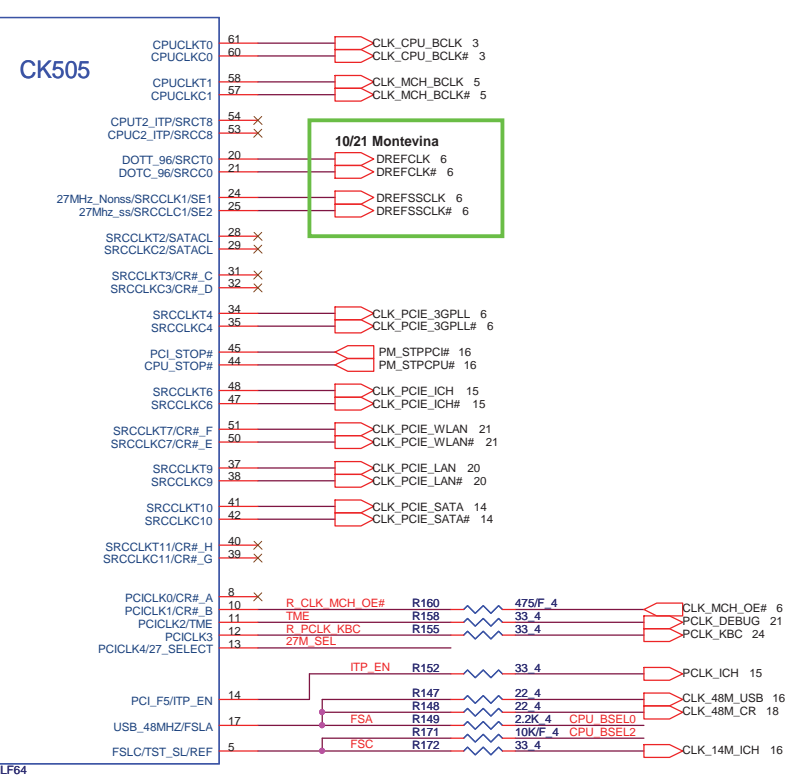 CK505
CPUCLKT0 61 CLK_CPU_BCLK 3
CPUCLKC0 60 CLK_CPU_BCLK# 3
CPUCLKT1 58 CLK_MCH_BCLK 5
CPUCLKC1 57 CLK_MCH_BCLK# 5
CPUT2_ITP/SRCT8 54
CPUC2_ITP/SRCC8 53
10/21 Montevina
DOTT_96/SRCT0 20 DREFCLK 6
DOTC_96/SRCC0 21 DREFCLK# 6
27MHz_Nonss/SRCCLK1/SE1 24 DREFSSCLK 6
27Mhz_ss/SRCCLC1/SE2 25 DREFSSCLK# 6
SRCCLKT2/SATACL 28
SRCCLKC2/SATACL 29
SRCCLKT3/CR#_C 31
SRCCLKC3/CR#_D 32
SRCCLKT4 34 CLK_PCIE_3GPLL 6
SRCCLKC4 35 CLK_PCIE_3GPLL# 6
PCI_STOP# 45 PM_STPPCI# 16
CPU_STOP# 44 PM_STPCPU# 16
SRCCLKT6 48 CLK_PCIE_ICH 15
SRCCLKC6 47 CLK_PCIE_ICH# 15
SRCCLKT7/CR#_F 51 CLK_PCIE_WLAN 21
SRCCLKC7/CR#_E 50 CLK_PCIE_WLAN# 21
SRCCLKT9 37 CLK_PCIE_LAN 20
SRCCLKC9 38 CLK_PCIE_LAN# 20
SRCCLKT10 41 CLK_PCIE_SATA 14
SRCCLKC10 42 CLK_PCIE_SATA# 14
SRCCLKT11/CR#_H 40
SRCCLKC11/CR#_G 39
PCICLK0/CR#_A 8
PCICLK1/CR#_B 10 R_CLK_MCH_OE# R160 475/F_4 CLK_MCH_OE# 6
PCICLK2/TME 11 TME R158 33_4 PCLK_DEBUG 21
PCICLK3 12 R_PCLK_KBC R155 33_4 PCLK_KBC 24
PCICLK4/27_SELECT 13 27M_SEL
ITP_EN R152 33_4 PCLK_ICH 15
PCI_F5/ITP_EN 14 R147 22_4 CLK_48M_USB 16
R148 22_4 CLK_48M_CR 18
USB_48MHZ/FSLA 17 FSA R149 2.2K_4 CPU_BSEL0
R171 10K/F_4 CPU_BSEL2
FSLC/TST_SL/REF 5 FSC R172 33_4 CLK_14M_ICH 16
LF64